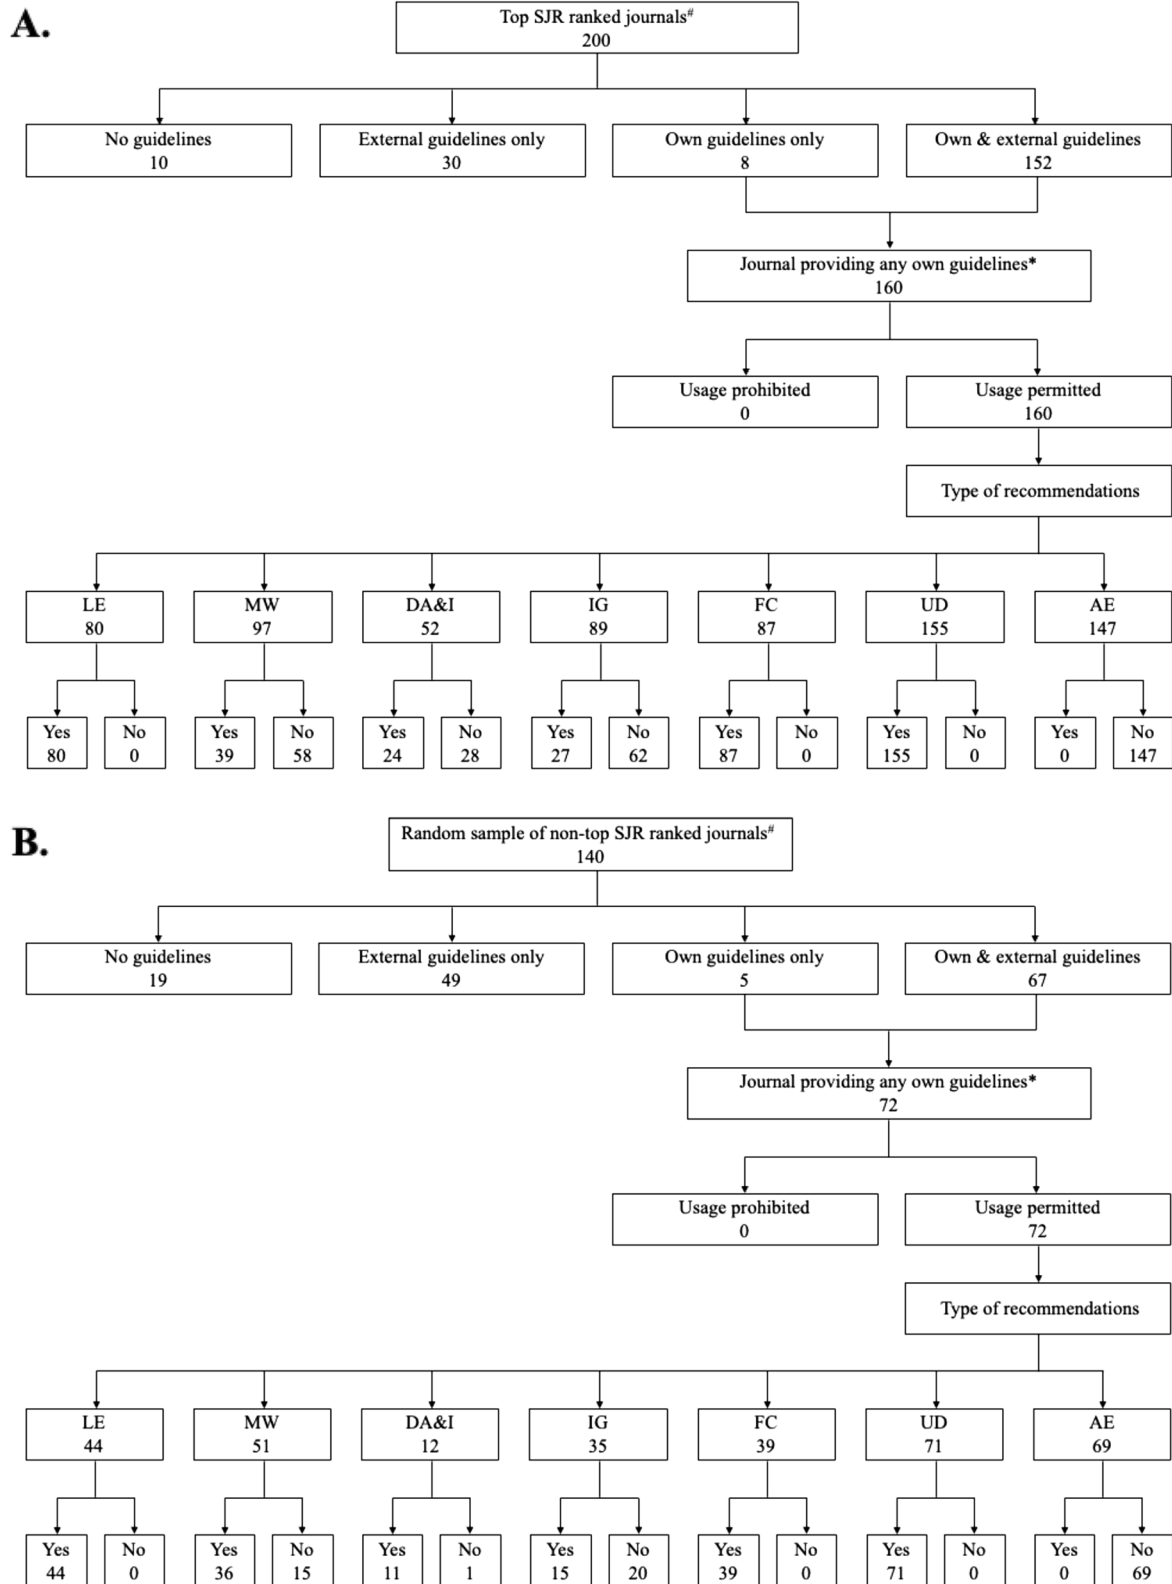 A.
Top SJR ranked journals#
200
No guidelines
10
External guidelines only
30
Own guidelines only
8
Own & external guidelines
152
Journal providing any own guidelines*
160
Usage prohibited
0
Usage permitted
160
Type of recommendations
LE
80
MW
97
DA&I
52
IG
89
FC
87
UD
155
AE
147
Yes
80
No
0
Yes
39
No
58
Yes
24
No
28
Yes
27
No
62
Yes
87
No
0
Yes
155
No
0
Yes
0
No
147
B.
Random sample of non-top SJR ranked journals#
140
No guidelines
19
External guidelines only
49
Own guidelines only
5
Own & external guidelines
67
Journal providing any own guidelines*
72
Usage prohibited
0
Usage permitted
72
Type of recommendations
LE
44
MW
51
DA&I
12
IG
35
FC
39
UD
71
AE
69
Yes
44
No
0
Yes
36
No
15
Yes
11
No
1
Yes
15
No
20
Yes
39
No
0
Yes
71
No
0
Yes
0
No
69